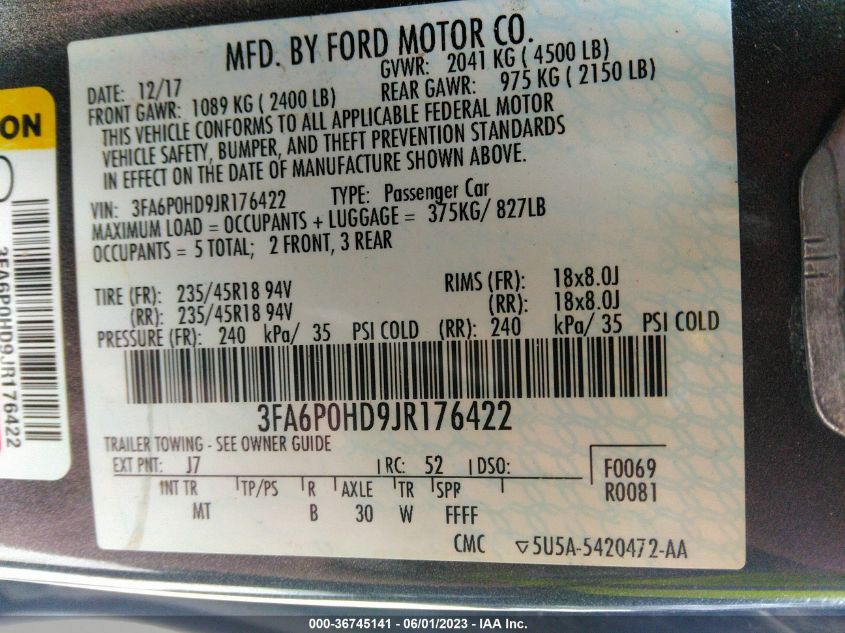 MFD. BY FORD MOTOR CO.
DATE: 12/17
GVWR: 2041 KG ( 4500 LB)
FRONT GAWR: 1089 KG ( 2400 LB)
REAR GAWR: 975 KG ( 2150 LB)
THIS VEHICLE CONFORMS TO ALL APPLICABLE FEDERAL MOTOR
VEHICLE SAFETY, BUMPER, AND THEFT PREVENTION STANDARDS
IN EFFECT ON THE DATE OF MANUFACTURE SHOWN ABOVE.
VIN: 3FA6P0HD9JR176422 TYPE: Passenger Car
MAXIMUM LOAD = OCCUPANTS + LUGGAGE = 375KG/ 827LB
OCCUPANTS = 5 TOTAL; 2 FRONT, 3 REAR
TIRE (FR): 235/45R18 94V RIMS (FR): 18x8.0J
(RR): 235/45R18 94V (RR): 18x8.0J
PRESSURE (FR): 240 kPa/ 35 PSI COLD (RR): 240 kPa/ 35 PSI COLD
3FA6P0HD9JR176422
TRAILER TOWING - SEE OWNER GUIDE
EXT PNT: J7 RC: 52 DSO:
F0069
R0081
INT TR TP/PS R AXLE TR SPR
MT B 30 W FFFF
CMC ▽5U5A-5420472-AA
ON
3FA6P0HD9JR176422
000-36745141 - 06/01/2023 - IAA Inc.